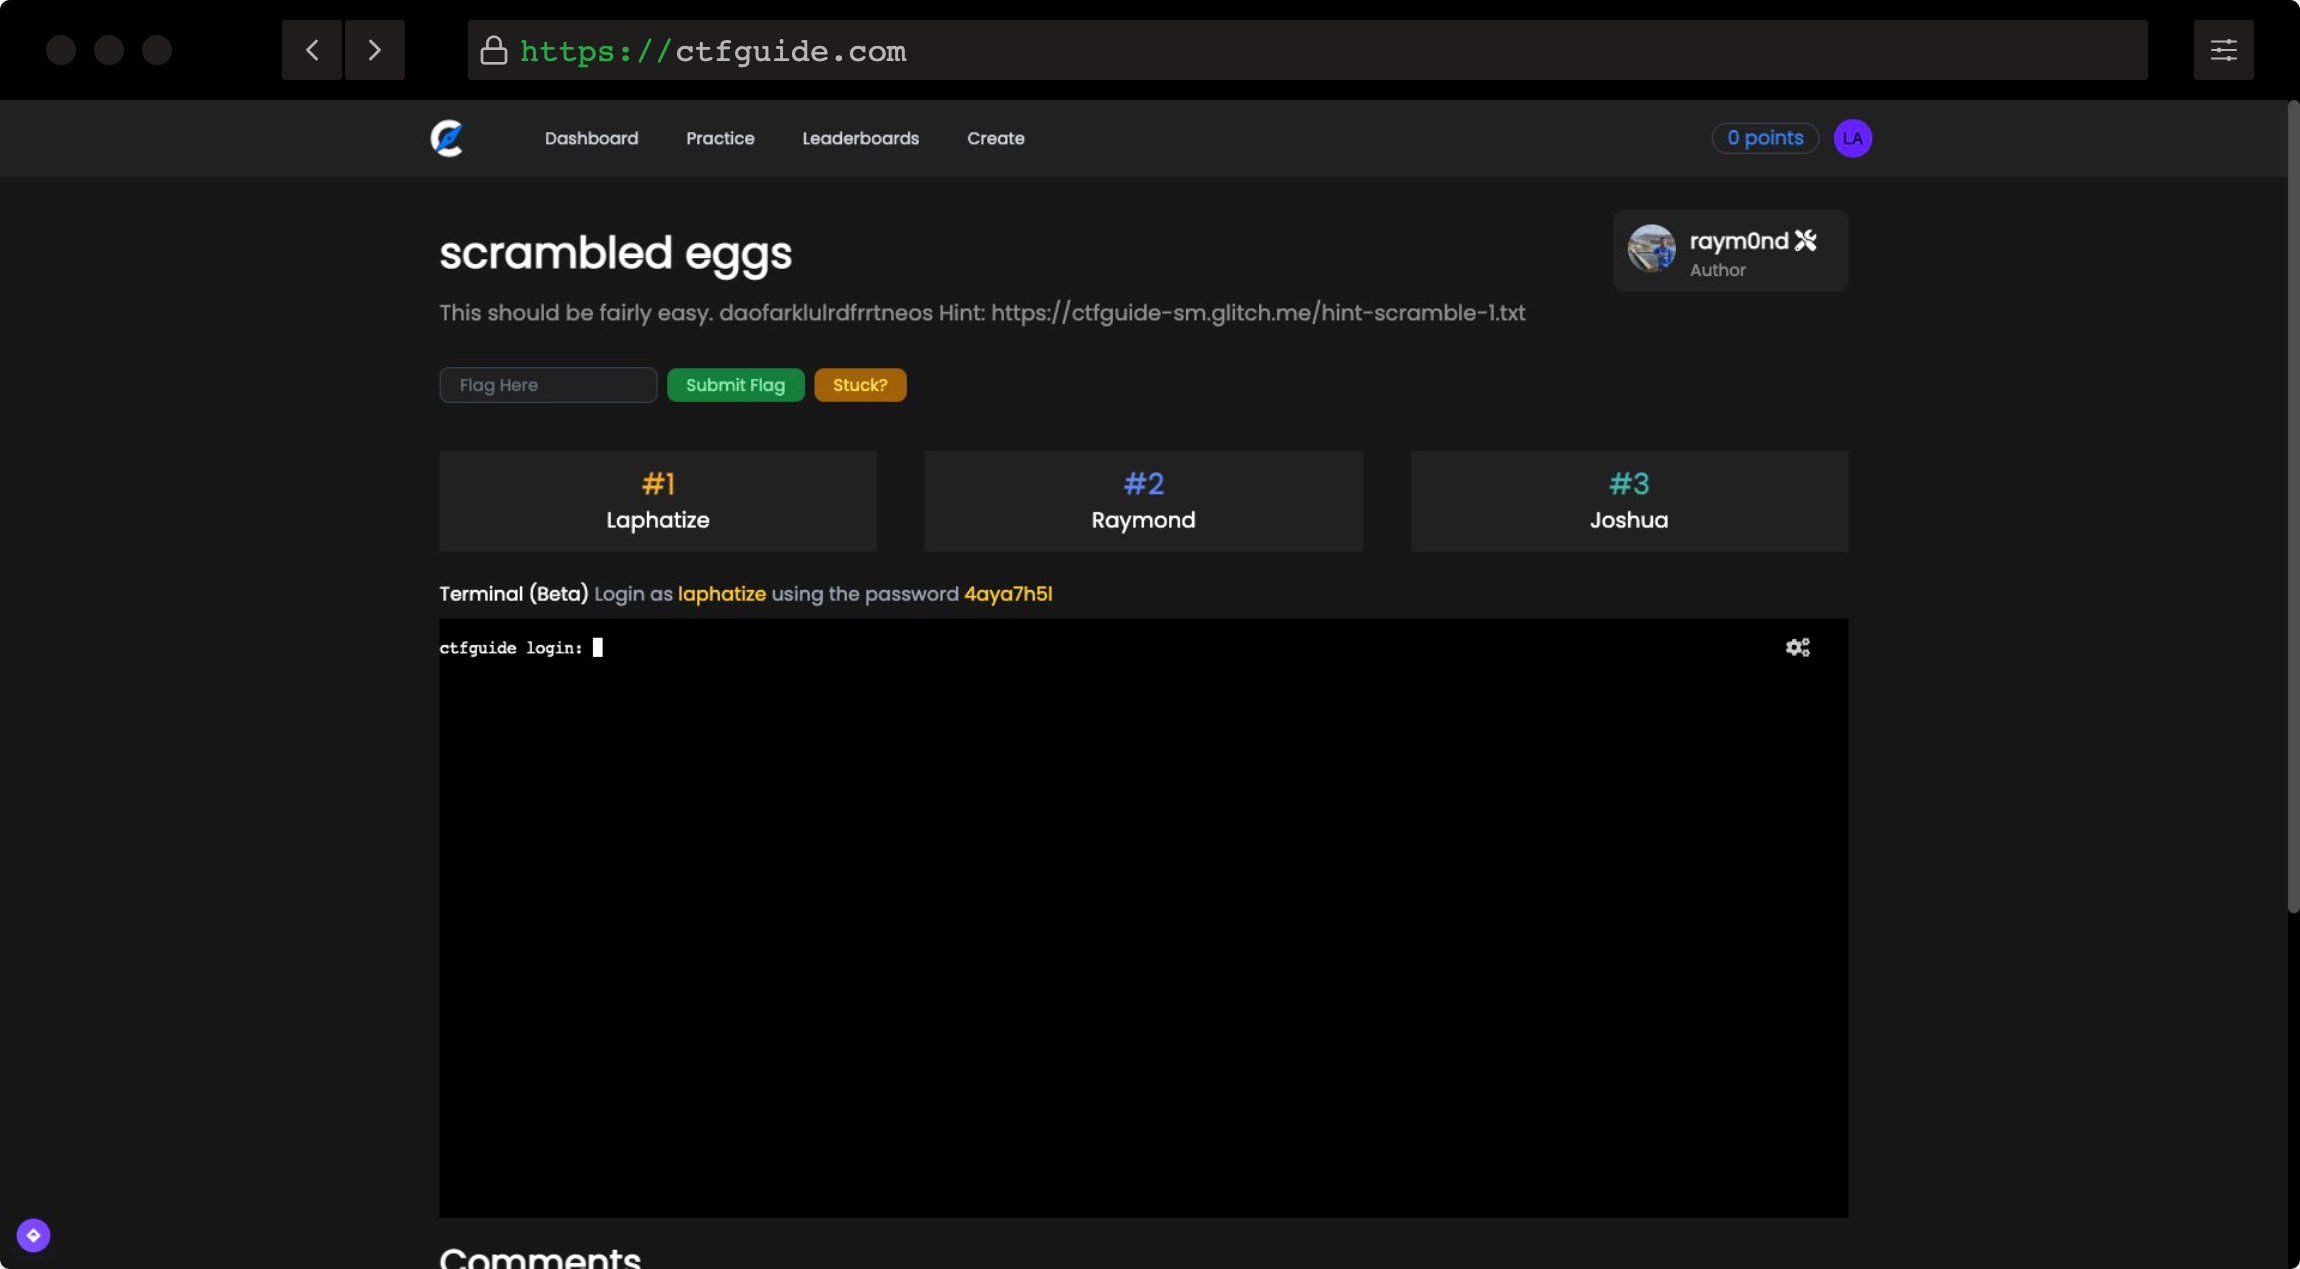 https://ctfguide.com
Dashboard Practice Leaderboards Create 0 points LA
scrambled eggs
raym0nd
Author
This should be fairly easy. daofarklulrdfrrtneos Hint: https://ctfguide-sm.glitch.me/hint-scramble-1.txt
Flag Here Submit Flag Stuck?
#1 #2 #3
Laphatize Raymond Joshua
Terminal (Beta) Login as laphatize using the password 4aya7h5l
ctfguide login:
Comments